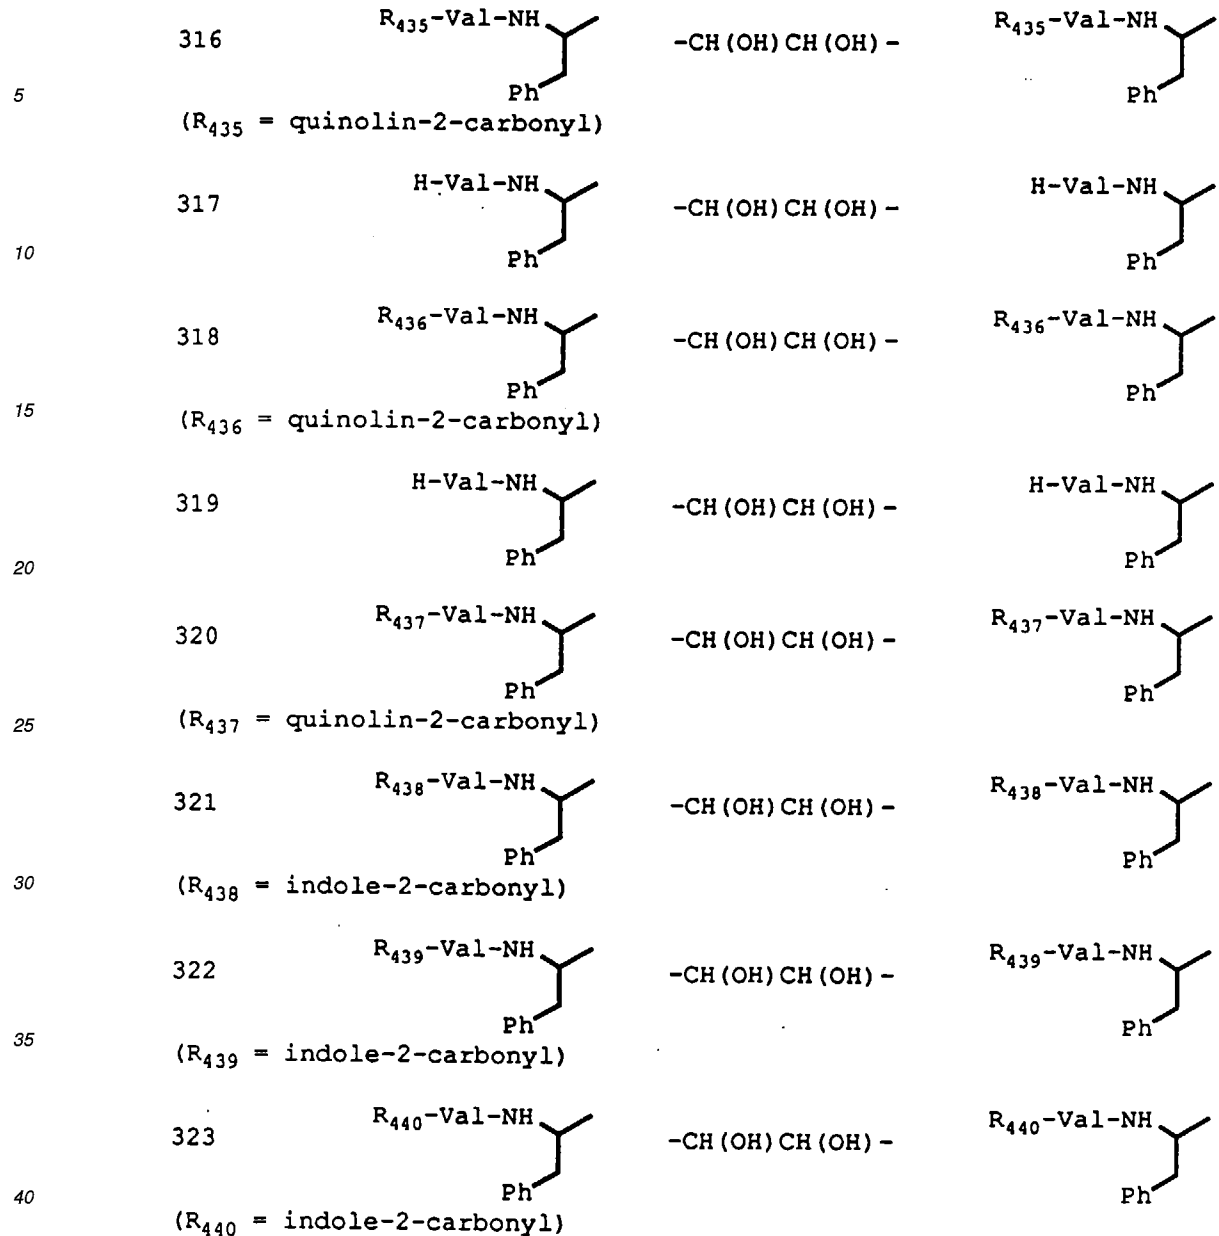 316 R₄₃₅-Val-NH -CH(OH)CH(OH)- R₄₃₅-Val-NH
5 Ph Ph
(R₄₃₅ = quinolin-2-carbonyl)
317 H-Val-NH -CH(OH)CH(OH)- H-Val-NH
10 Ph Ph
318 R₄₃₆-Val-NH -CH(OH)CH(OH)- R₄₃₆-Val-NH
Ph Ph
15 (R₄₃₆ = quinolin-2-carbonyl)
319 H-Val-NH -CH(OH)CH(OH)- H-Val-NH
20 Ph Ph
320 R₄₃₇-Val-NH -CH(OH)CH(OH)- R₄₃₇-Val-NH
Ph Ph
25 (R₄₃₇ = quinolin-2-carbonyl)
321 R₄₃₈-Val-NH -CH(OH)CH(OH)- R₄₃₈-Val-NH
Ph Ph
30 (R₄₃₈ = indole-2-carbonyl)
322 R₄₃₉-Val-NH -CH(OH)CH(OH)- R₄₃₉-Val-NH
Ph Ph
35 (R₄₃₉ = indole-2-carbonyl)
323 R₄₄₀-Val-NH -CH(OH)CH(OH)- R₄₄₀-Val-NH
40 Ph Ph
(R₄₄₀ = indole-2-carbonyl)